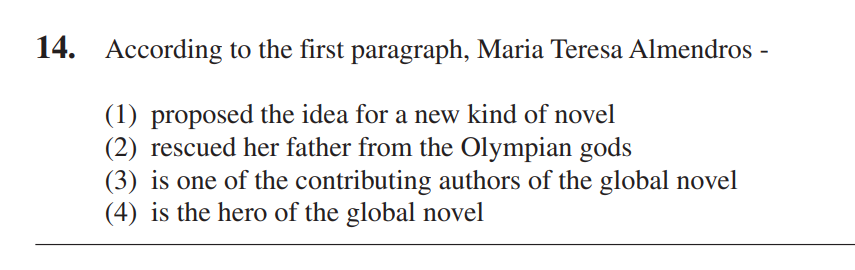 14. According to the first paragraph, Maria Teresa Almendros -
(1) proposed the idea for a new kind of novel
(2) rescued her father from the Olympian gods
(3) is one of the contributing authors of the global novel
(4) is the hero of the global novel